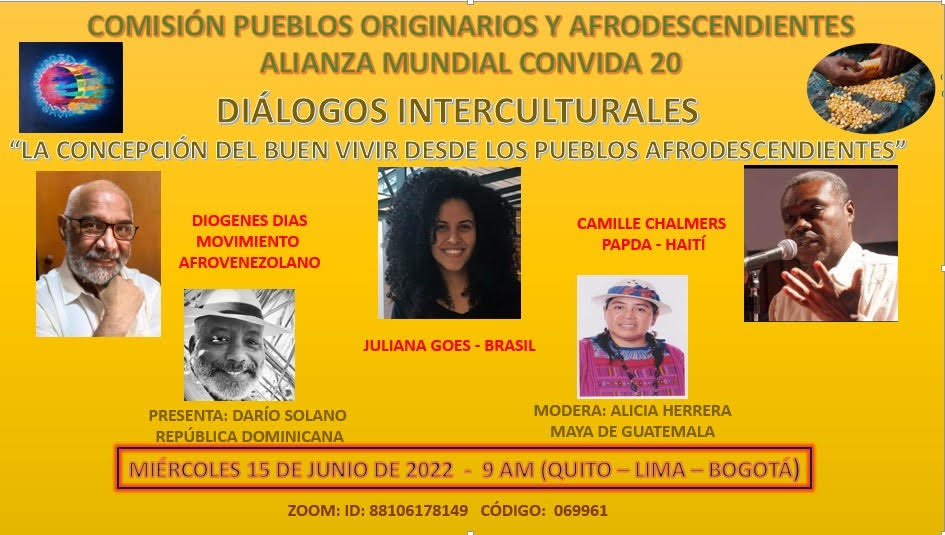 COMISIÓN PUEBLOS ORIGINARIOS Y AFRODESCENDIENTES
ALIANZA MUNDIAL CONVIDA 20
DIÁLOGOS INTERCULTURALES
“LA CONCEPCIÓN DEL BUEN VIVIR DESDE LOS PUEBLOS AFRODESCENDIENTES”
DIOGENES DIAS
MOVIMIENTO
AFROVENEZOLANO
JULIANA GOES - BRASIL
CAMILLE CHALMERS
PAPDA - HAITÍ
PRESENTA: DARÍO SOLANO
REPÚBLICA DOMINICANA
MODERA: ALICIA HERRERA
MAYA DE GUATEMALA
MIÉRCOLES 15 DE JUNIO DE 2022 - 9 AM (QUITO – LIMA – BOGOTÁ)
ZOOM: ID: 88106178149 CÓDIGO: 069961